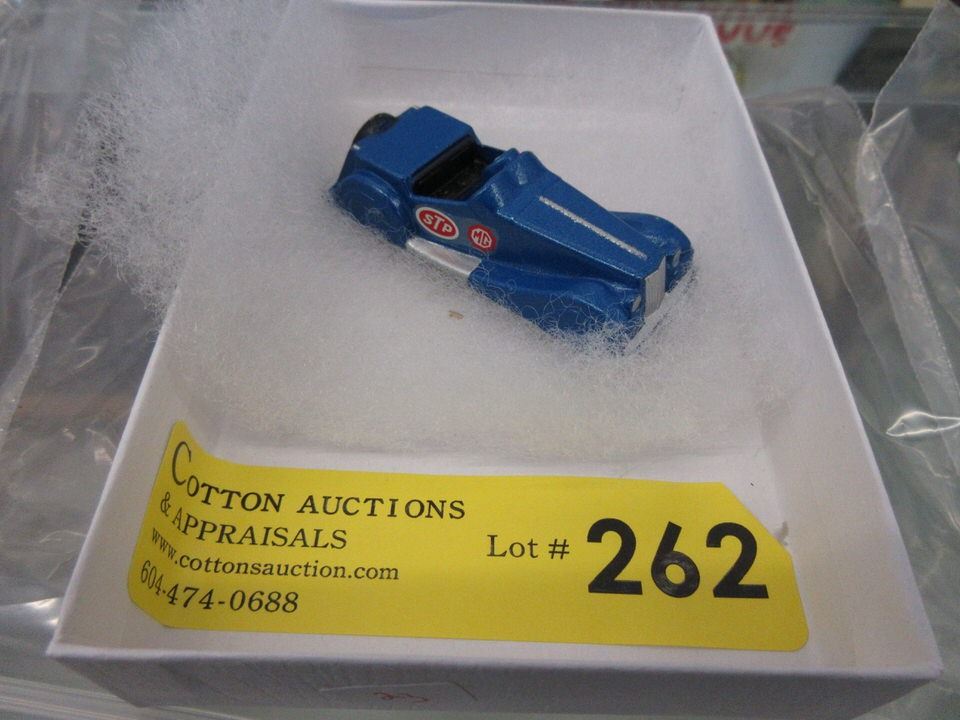 STP
MG
COTTON AUCTIONS
& APPRAISALS
www.cottonsauction.com
604-474-0688
Lot # 262